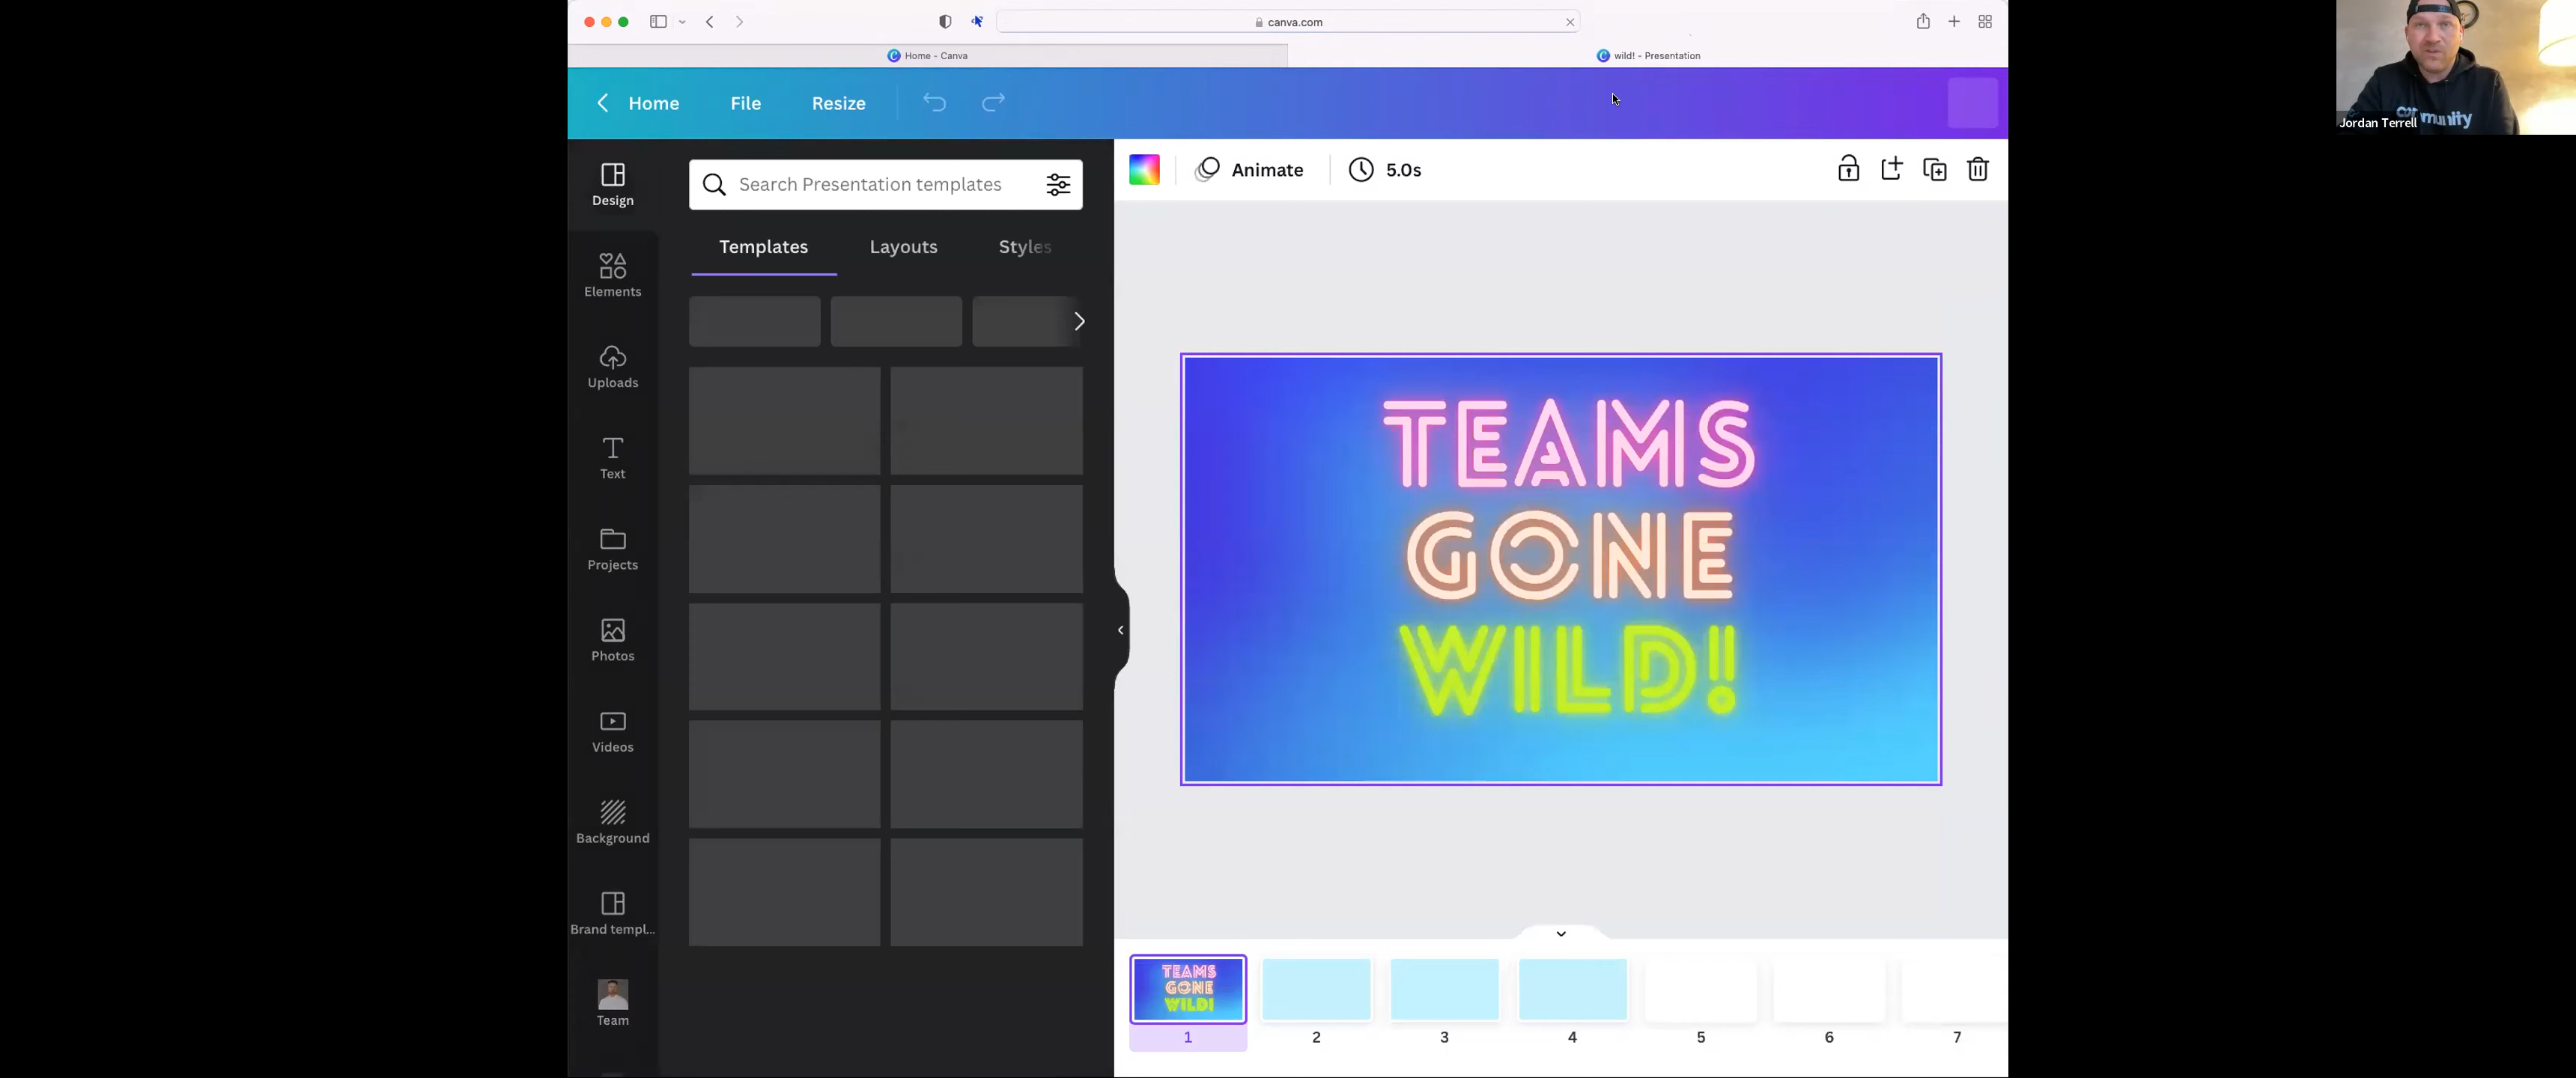 canva.com
Home - Canva
wild! - Presentation
Home
File
Resize
Design
Elements
Uploads
Text
Projects
Photos
Videos
Background
Brand templ...
Team
Search Presentation templates
Templates
Layouts
Styles
Animate
5.0s
TEAMS
GONE
WILD!
TEAMS
GONE
WILD!
1
2
3
4
5
6
7
Jordan Terrell